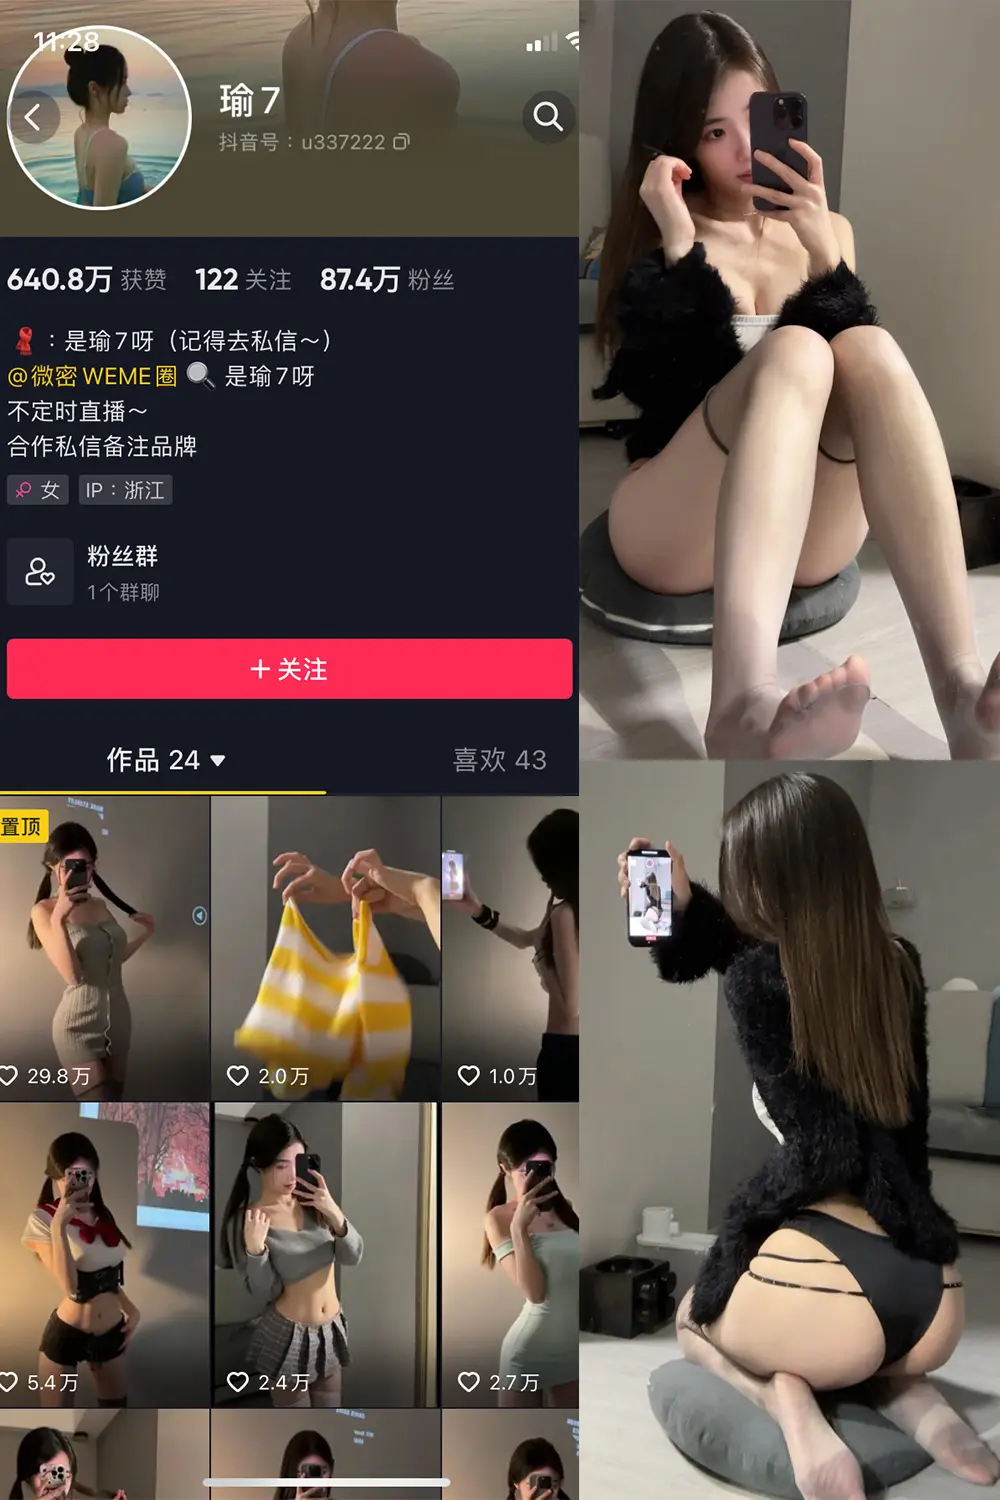 11:28
瑜7
抖音号：u337222
640.8万 获赞 122 关注 87.4万 粉丝
：是瑜7呀（记得去私信～）
@微密WEME圈 是瑜7呀
不定时直播～
合作私信备注品牌
女 IP：浙江
粉丝群
1个群聊
+ 关注
作品 24 喜欢 43
置顶
29.8万 2.0万 1.0万
5.4万 2.4万 2.7万